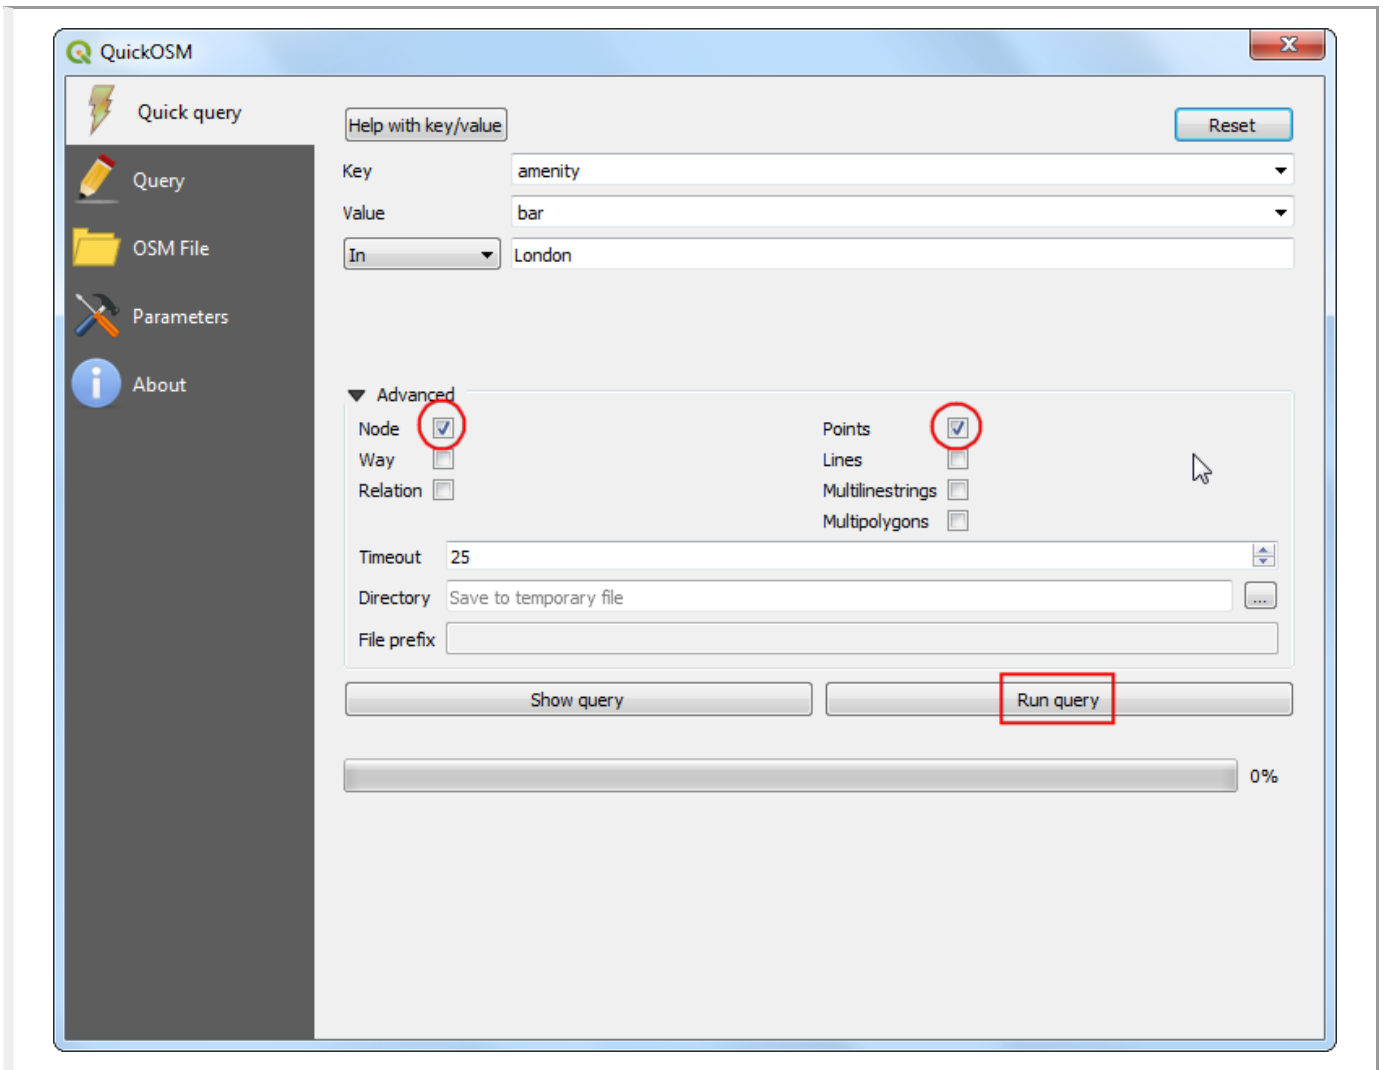 QuickOSM
Quick query
Query
OSM File
Parameters
About
Help with key/value
Reset
Key amenity
Value bar
In London
Advanced
Node Points
Way Lines
Relation Multilinestrings
Multipolygons
Timeout 25
Directory Save to temporary file ...
File prefix
Show query Run query
0%